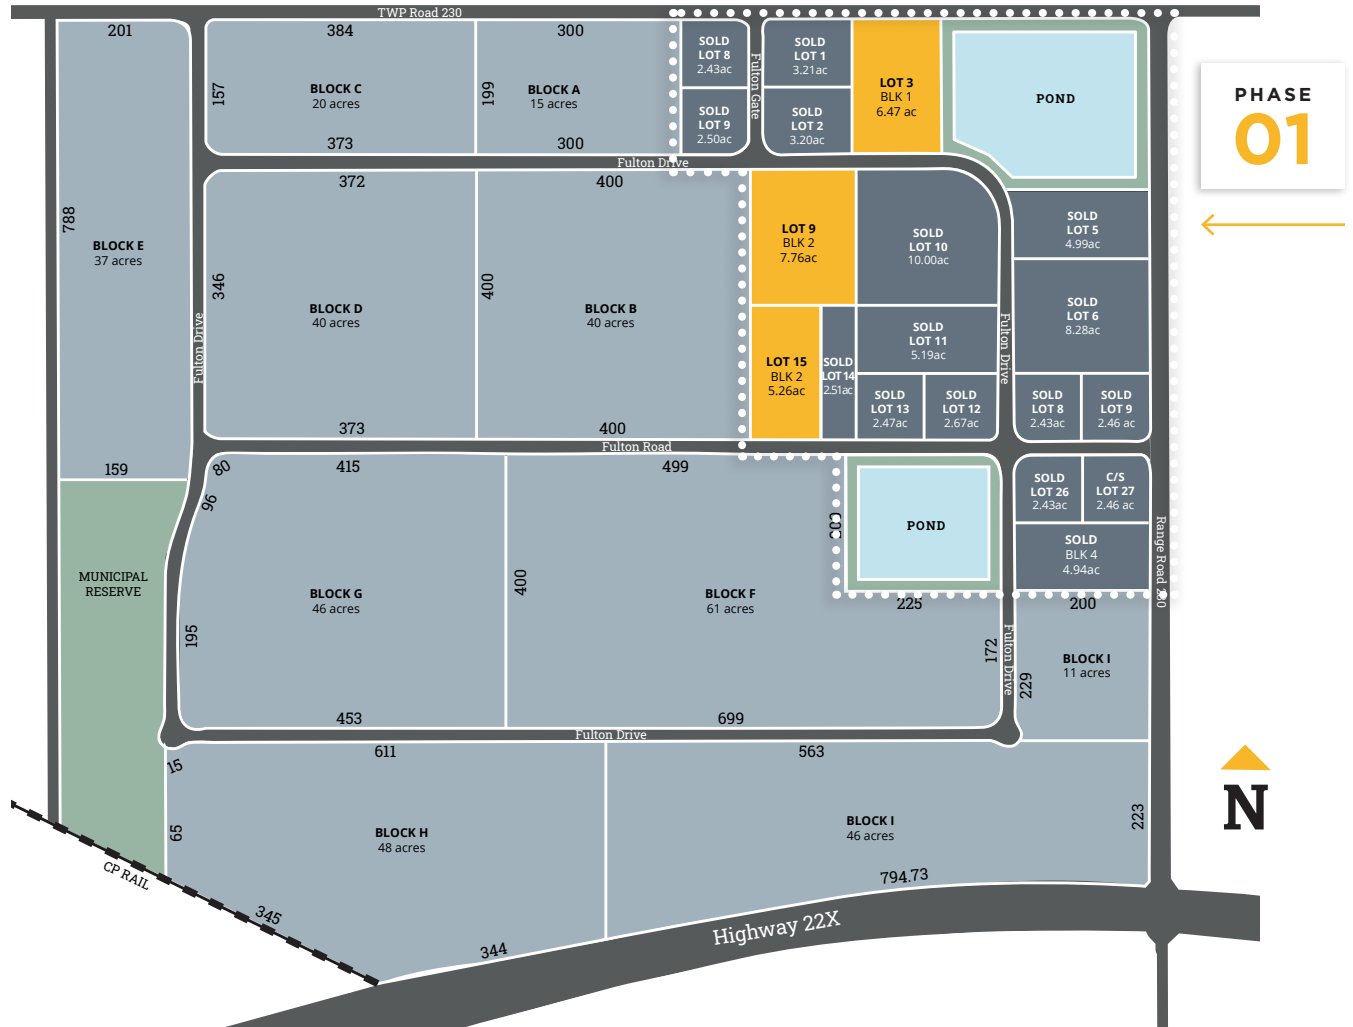 TWP Road 230
201
384
300
157
BLOCK C
20 acres
199
BLOCK A
15 acres
373
300
SOLD
LOT 8
2.43ac
SOLD
LOT 9
2.50ac
Fulton Gate
SOLD
LOT 1
3.21ac
SOLD
LOT 2
3.20ac
LOT 3
BLK 1
6.47 ac
POND
PHASE
01
Fulton Drive
788
BLOCK E
37 acres
159
Fulton Drive
372
400
346
BLOCK D
40 acres
400
BLOCK B
40 acres
373
400
LOT 9
BLK 2
7.76ac
SOLD
LOT 10
10.00ac
LOT 15
BLK 2
5.26ac
SOLD
LOT 14
2.51ac
SOLD
LOT 11
5.19ac
SOLD
LOT 13
2.47ac
SOLD
LOT 12
2.67ac
Fulton Drive
SOLD
LOT 5
4.99ac
SOLD
LOT 6
8.28ac
SOLD
LOT 8
2.43ac
SOLD
LOT 9
2.46 ac
Fulton Road
80
96
415
499
195
BLOCK G
46 acres
400
BLOCK F
61 acres
POND
225
453
699
172
Fulton Drive
SOLD
LOT 26
2.43ac
C/S
LOT 27
2.46 ac
SOLD
BLK 4
4.94ac
Range Road
200
BLOCK I
11 acres
229
MUNICIPAL
RESERVE
Fulton Drive
611
563
15
65
BLOCK H
48 acres
BLOCK I
46 acres
223
794.73
CP RAIL
345
344
Highway 22X
N